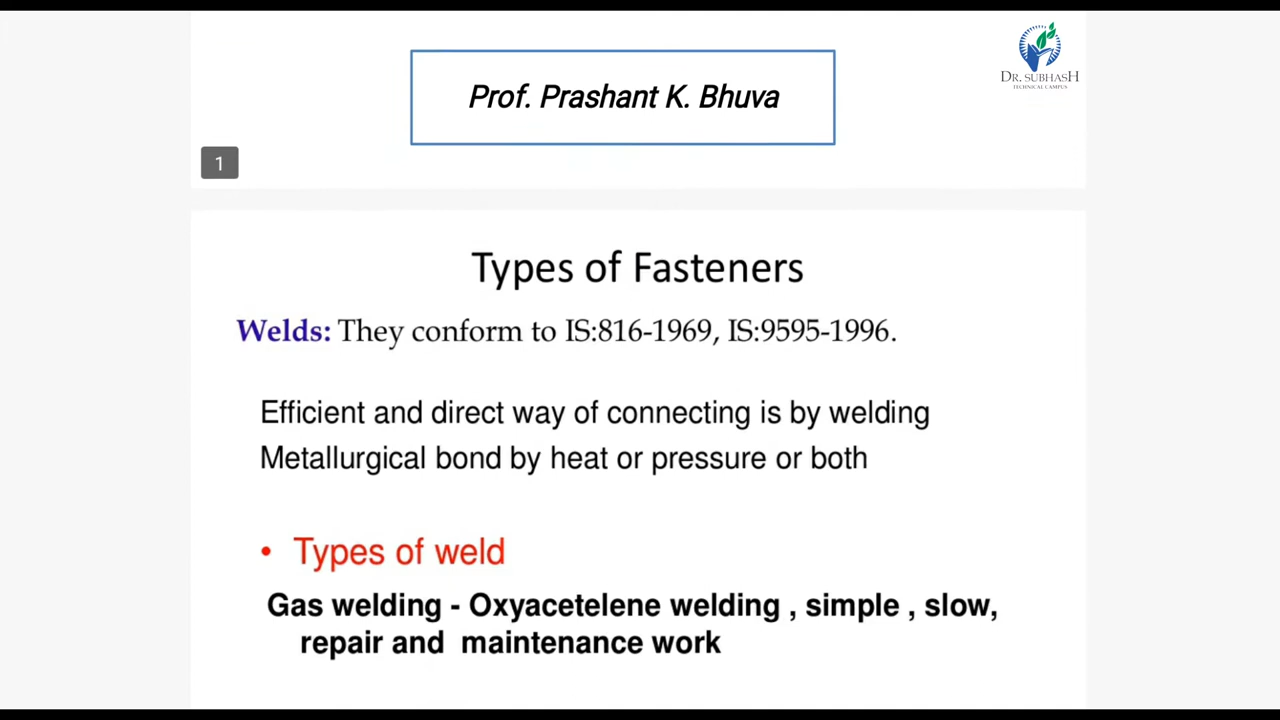 Prof. Prashant K. Bhuva
DR. SUBHASH
TECHNICAL CAMPUS
1
Types of Fasteners
Welds: They conform to IS:816-1969, IS:9595-1996.
Efficient and direct way of connecting is by welding
Metallurgical bond by heat or pressure or both
• Types of weld
Gas welding - Oxyacetelene welding , simple , slow,
repair and maintenance work